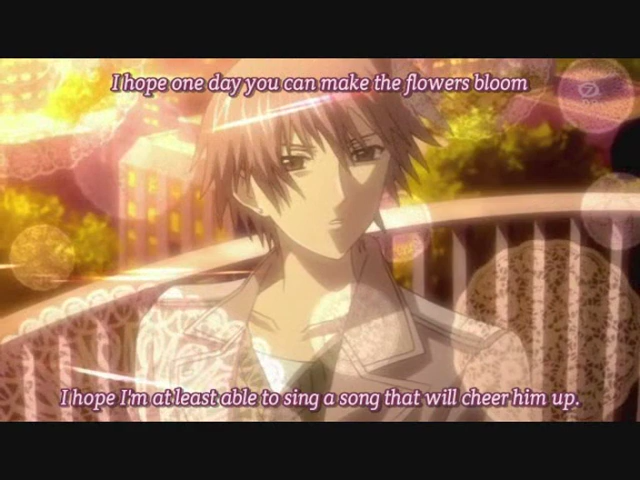 I hope one day you can make the flowers bloom
I hope I'm at least able to sing a song that will cheer him up.